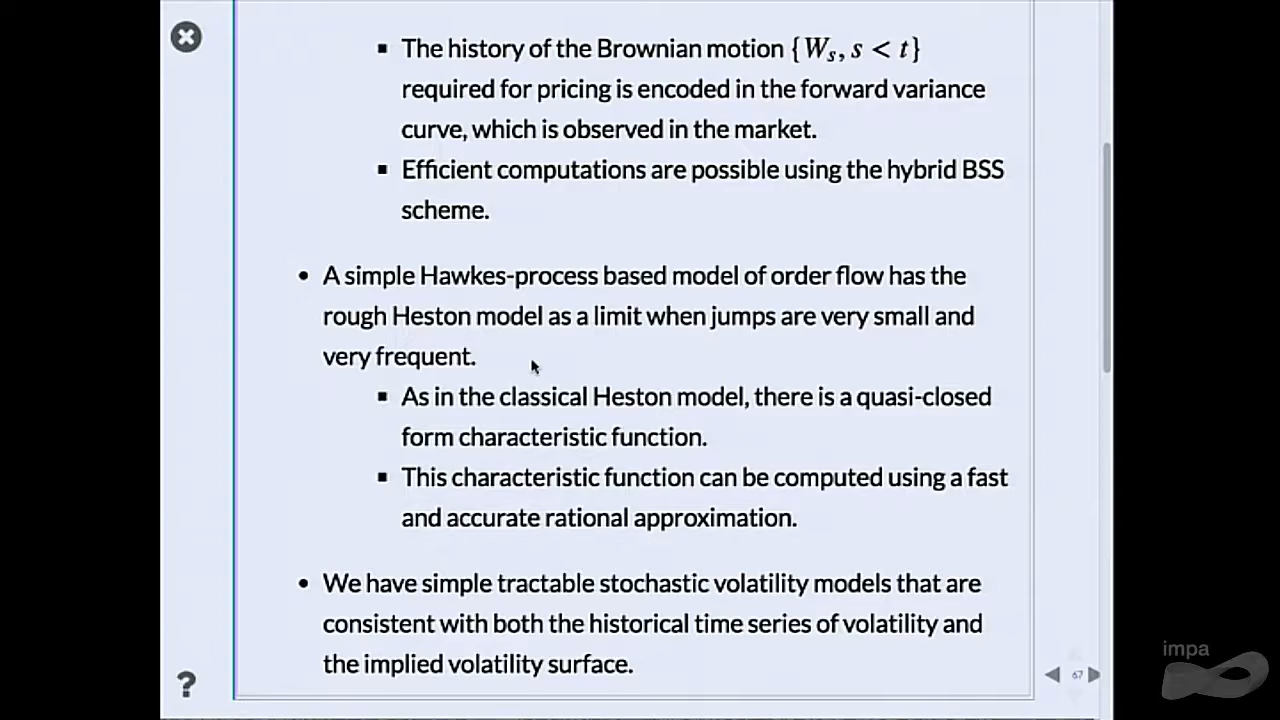 ▪ The history of the Brownian motion {Wₛ, s < t}
required for pricing is encoded in the forward variance
curve, which is observed in the market.
▪ Efficient computations are possible using the hybrid BSS
scheme.
• A simple Hawkes-process based model of order flow has the
rough Heston model as a limit when jumps are very small and
very frequent.
▪ As in the classical Heston model, there is a quasi-closed
form characteristic function.
▪ This characteristic function can be computed using a fast
and accurate rational approximation.
• We have simple tractable stochastic volatility models that are
consistent with both the historical time series of volatility and
the implied volatility surface.
?
67
impa